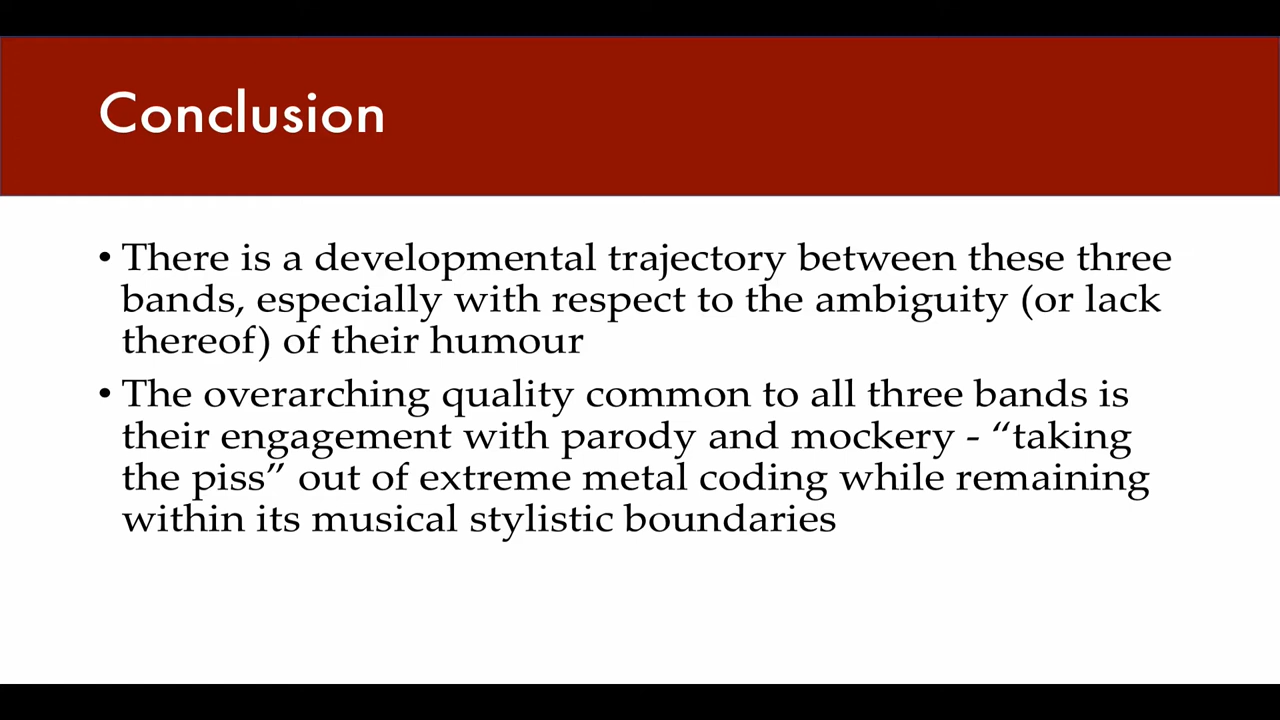 Conclusion
• There is a developmental trajectory between these three
bands, especially with respect to the ambiguity (or lack
thereof) of their humour
• The overarching quality common to all three bands is
their engagement with parody and mockery - “taking
the piss” out of extreme metal coding while remaining
within its musical stylistic boundaries